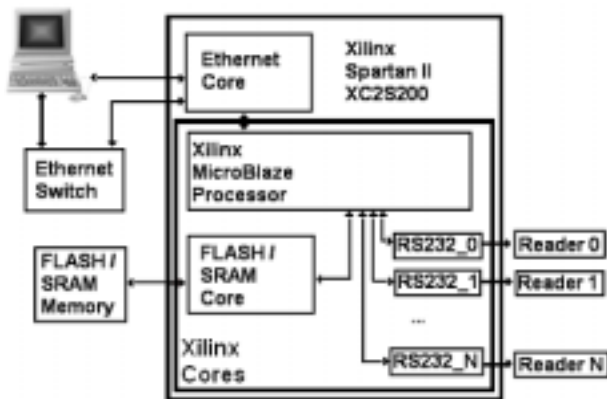 Ethernet
Core
Xilinx
Spartan II
XC2S200
Ethernet
Switch
Xilinx
MicroBlaze
Processor
FLASH /
SRAM
Memory
FLASH /
SRAM
Core
RS232_0
Reader 0
RS232_1
Reader 1
...
RS232_N
Reader N
Xilinx
Cores